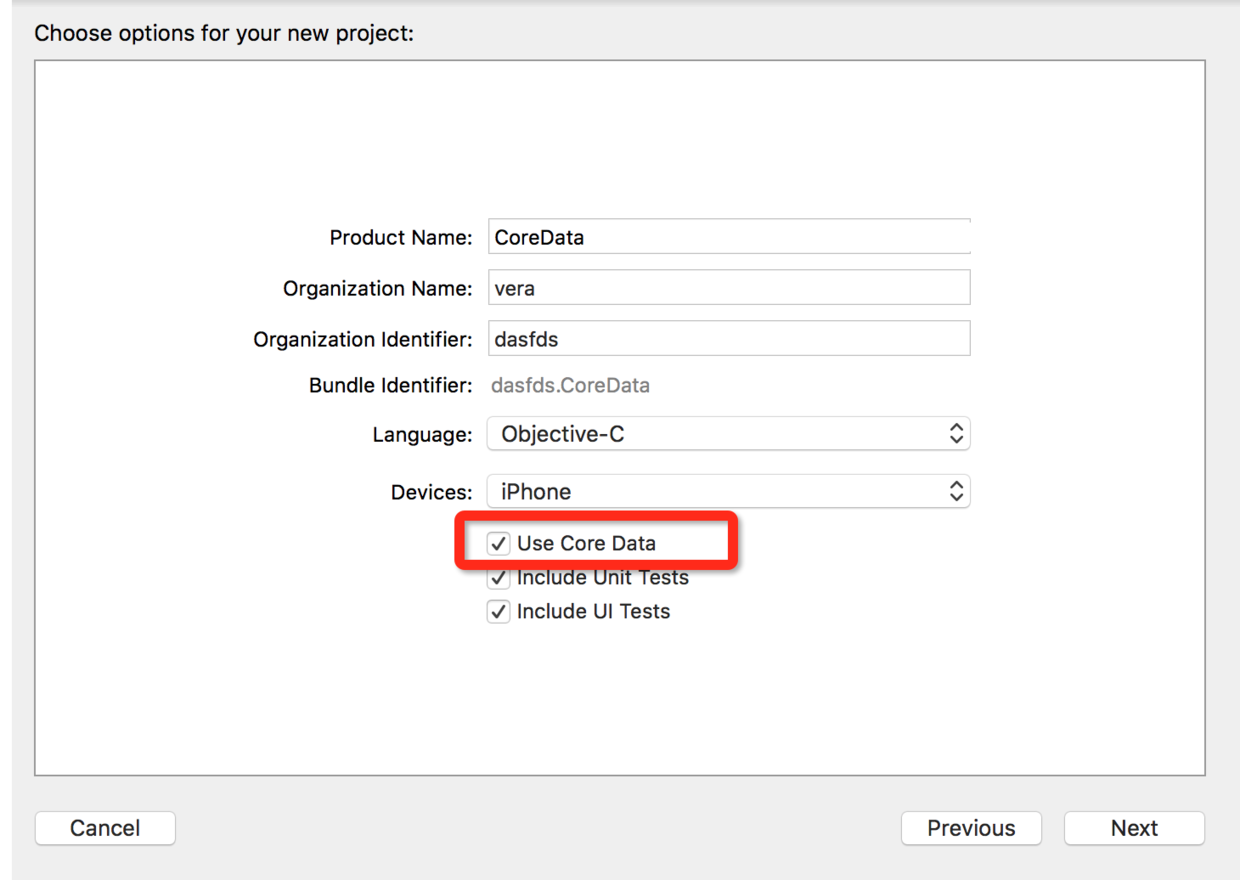 Choose options for your new project:
Product Name: CoreData
Organization Name: vera
Organization Identifier: dasfds
Bundle Identifier: dasfds.CoreData
Language: Objective-C
Devices: iPhone
Use Core Data
Include Unit Tests
Include UI Tests
Cancel Previous Next